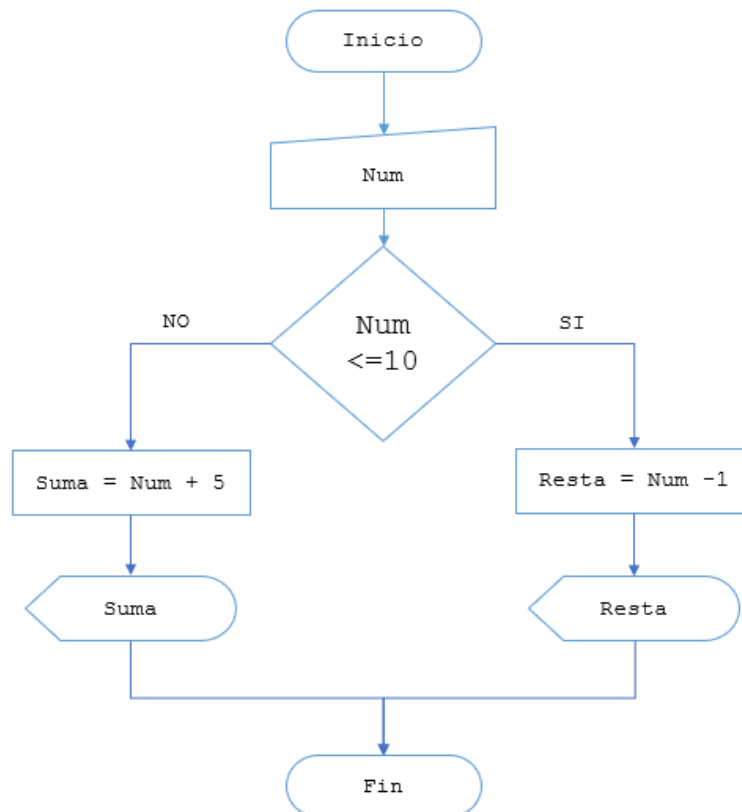 Inicio
Num
Num
<=10
NO
SI
Suma = Num + 5
Resta = Num -1
Suma
Resta
Fin